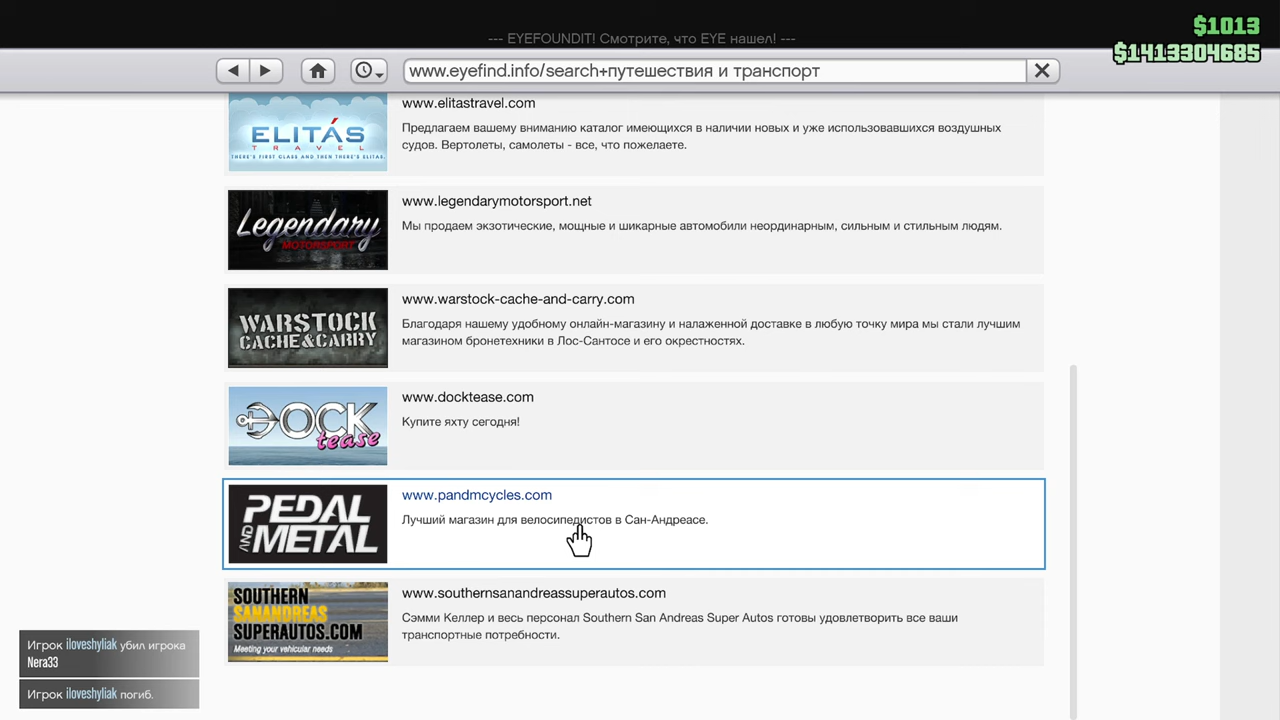 --- EYEFOUNDIT! Смотрите, что EYE нашел! ---
$1013
$1413304685
www.eyefind.info/search+путешествия и транспорт
ELITÁS
TRAVEL
THERE'S FIRST CLASS AND THEN THERE'S ELITAS.
www.elitastravel.com
Предлагаем вашему вниманию каталог имеющихся в наличии новых и уже использовавшихся воздушных
судов. Вертолеты, самолеты - все, что пожелаете.
Legendary
MOTORSPORT
www.legendarymotorsport.net
Мы продаем экзотические, мощные и шикарные автомобили неординарным, сильным и стильным людям.
WARSTOCK
CACHE&CARRY
www.warstock-cache-and-carry.com
Благодаря нашему удобному онлайн-магазину и налаженной доставке в любую точку мира мы стали лучшим
магазином бронетехники в Лос-Сантосе и его окрестностях.
DOCK
tease
www.docktease.com
Купите яхту сегодня!
PEDAL
AND METAL
www.pandmcycles.com
Лучший магазин для велосипедистов в Сан-Андреасе.
SOUTHERN
SANANDREAS
SUPERAUTOS.COM
Meeting your vehicular needs
www.southernsanandreassuperautos.com
Сэмми Келлер и весь персонал Southern San Andreas Super Autos готовы удовлетворить все ваши
транспортные потребности.
Игрок iloveshyliak убил игрока
Nera33
Игрок iloveshyliak погиб.